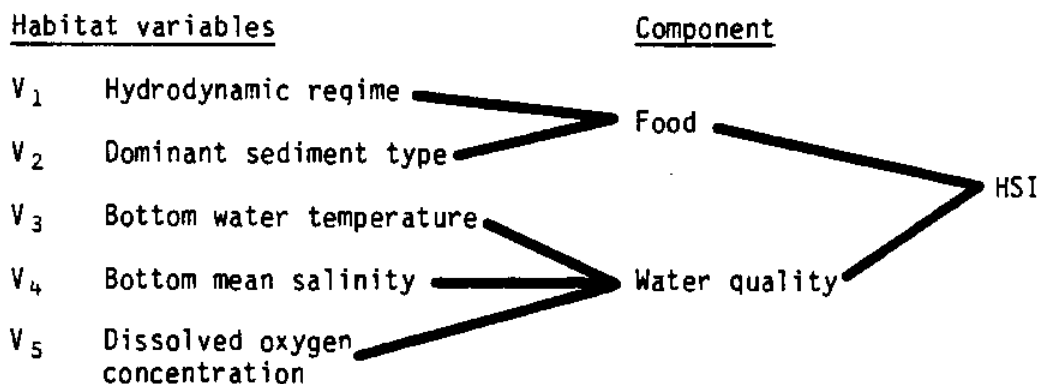 Habitat variables Component
V1 Hydrodynamic regime
Food
V2 Dominant sediment type
HSI
V3 Bottom water temperature
V4 Bottom mean salinity Water quality
V5 Dissolved oxygen
concentration